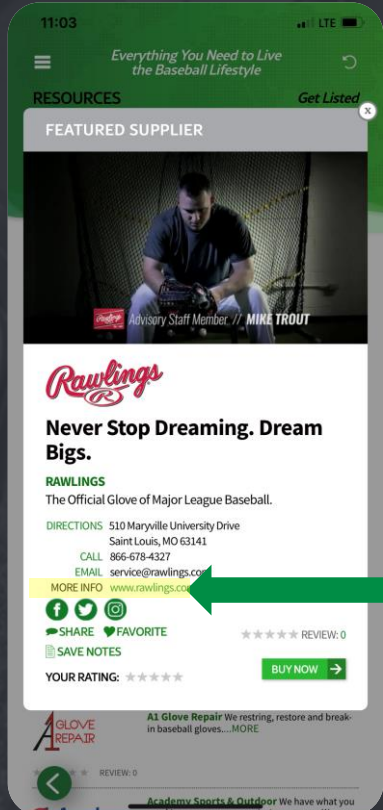 11:03
LTE
Everything You Need to Live
the Baseball Lifestyle
RESOURCES
Get Listed
x
FEATURED SUPPLIER
Rawlings
Advisory Staff Member // MIKE TROUT
Rawlings
R
Never Stop Dreaming. Dream
Bigs.
RAWLINGS
The Official Glove of Major League Baseball.
DIRECTIONS 510 Maryville University Drive
Saint Louis, MO 63141
CALL 866-678-4327
EMAIL service@rawlings.co
MORE INFO www.rawlings.co
SHARE FAVORITE
REVIEW: 0
SAVE NOTES
YOUR RATING:
BUY NOW
A GLOVE
REPAIR
A1 Glove Repair We restring, restore and break-
in baseball gloves....MORE
REVIEW: 0
Academy Sports & Outdoor We have what you